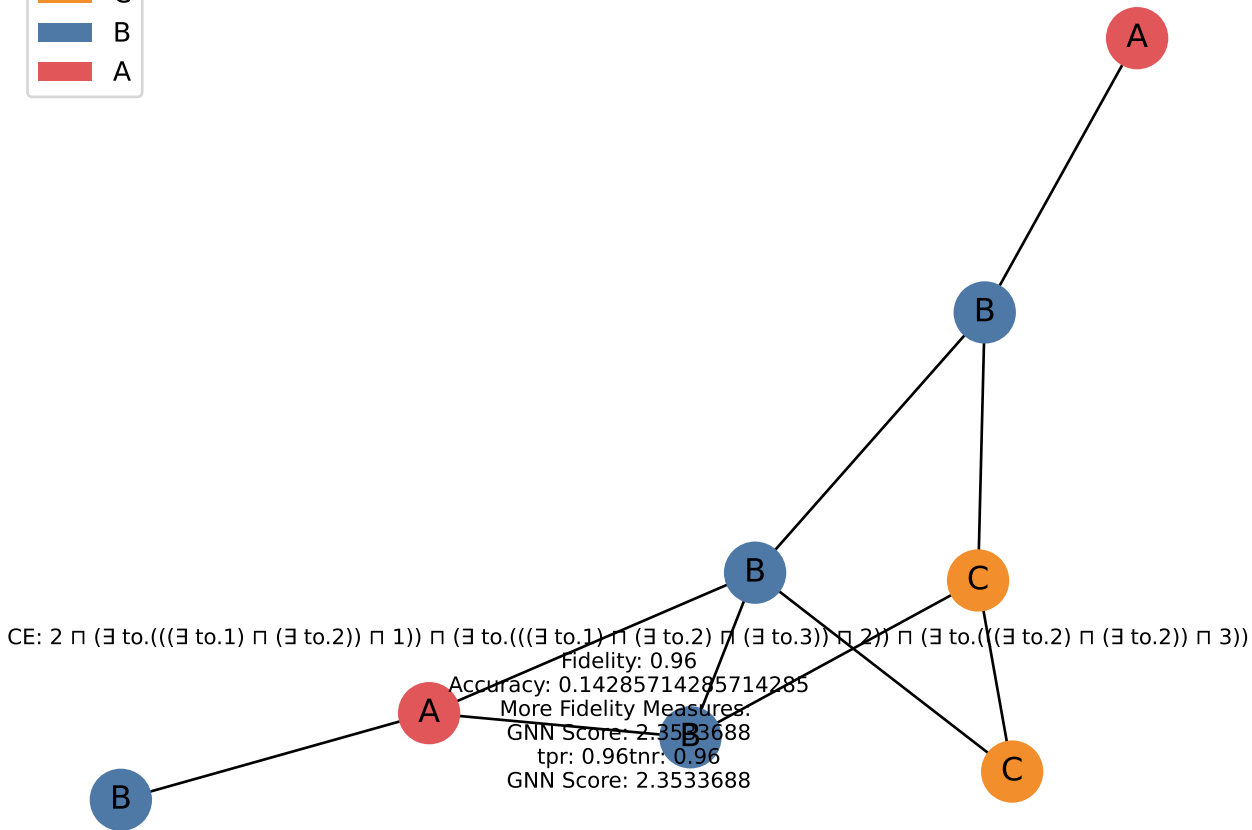 C
B
A
A
B
B
C
CE: 2 ⊓ (∃ to.(((∃ to.1) ⊓ (∃ to.2)) ⊓ 1)) ⊓ (∃ to.(((∃ to.1) ⊓ (∃ to.2) ⊓ (∃ to.3)) ⊓ 2)) ⊓ (∃ to.(((∃ to.2) ⊓ (∃ to.2)) ⊓ 3))
Fidelity: 0.96
Accuracy: 0.14285714285714285
More Fidelity Measures:
A
GNN Score: 2.3533688
B
tpr: 0.96tnr: 0.96
C
GNN Score: 2.3533688
B